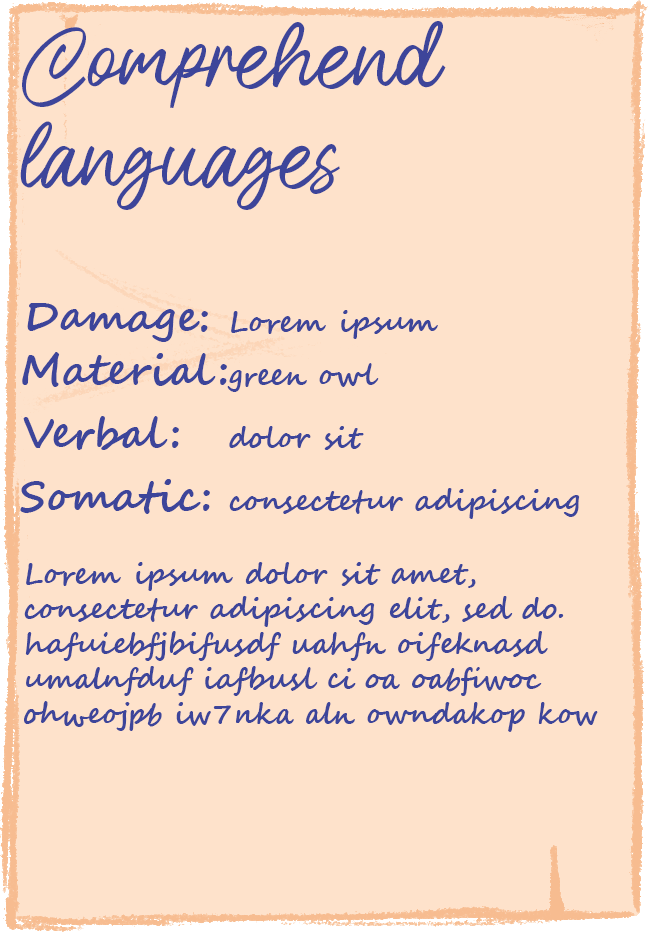 Comprehend
languages
Damage: Lorem ipsum
Material: green owl
Verbal: dolor sit
Somatic: consectetur adipiscing
Lorem ipsum dolor sit amet,
consectetur adipiscing elit, sed do.
hafuiebfjbifusdf uahfn oifeknasd
umalnfduf iafbusl ci oa oabfiwoc
ohweojpb iw7nka aln owndakop kow